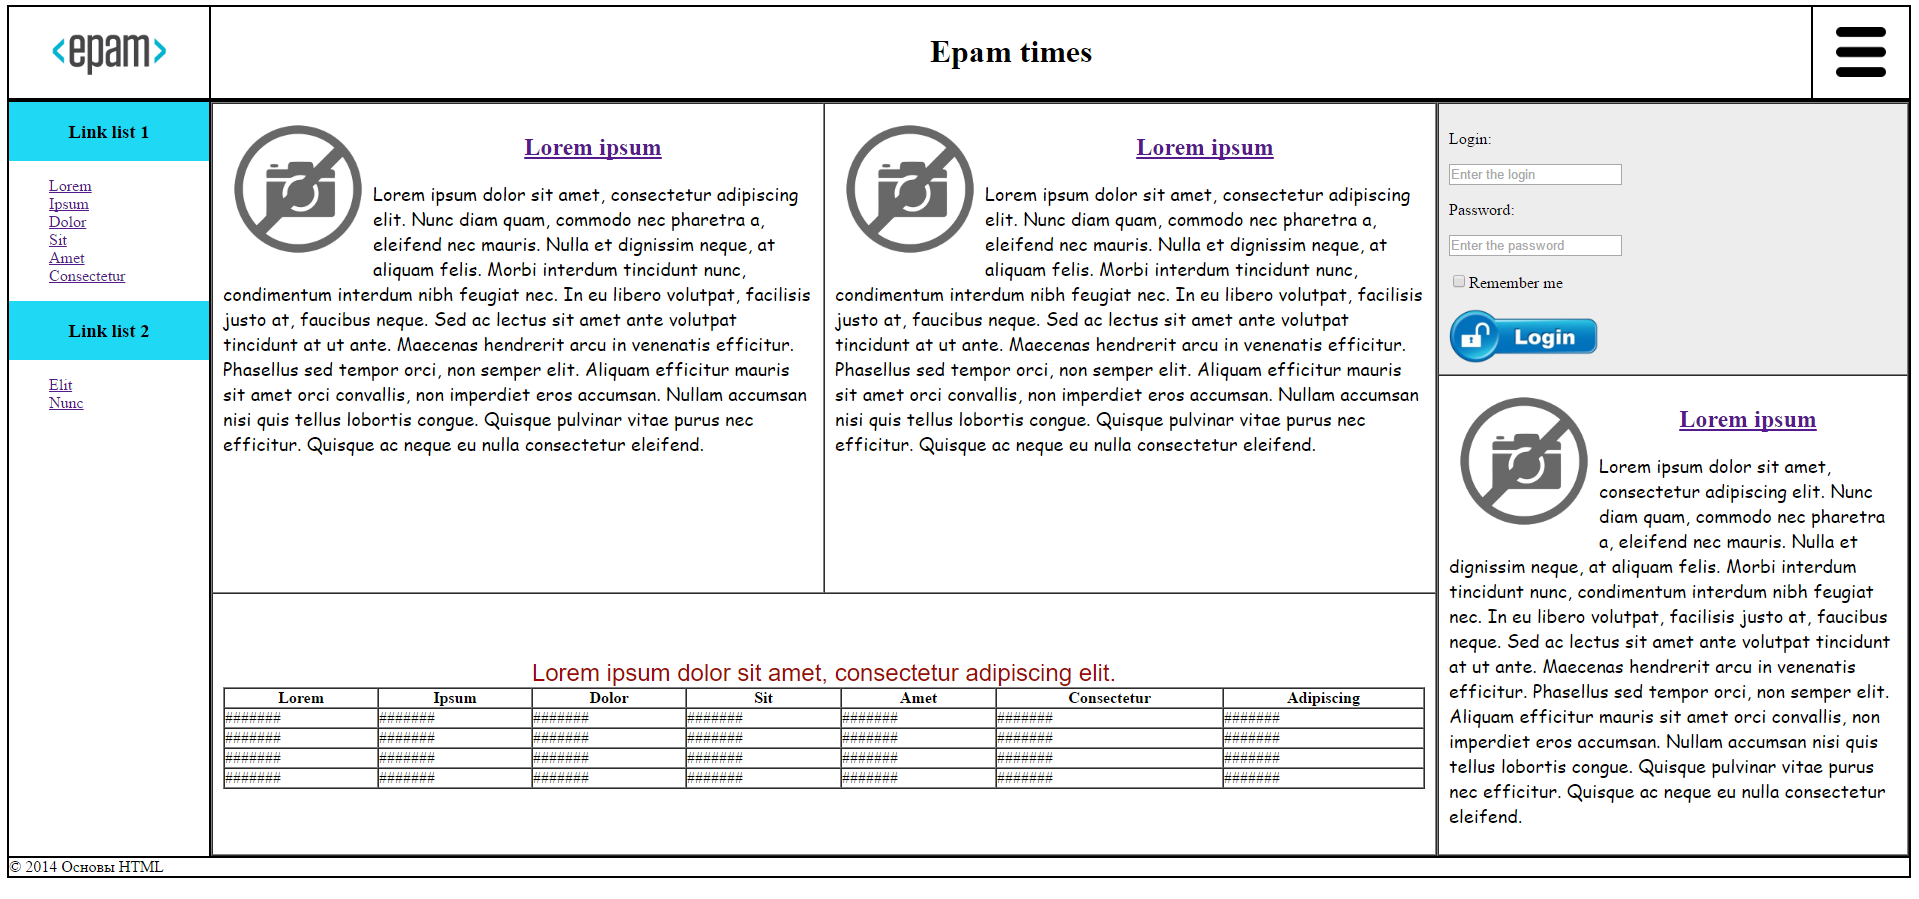 <epam>
Epam times
Link list 1
Lorem
Ipsum
Dolor
Sit
Amet
Consectetur
Link list 2
Elit
Nunc
Lorem ipsum
Lorem ipsum dolor sit amet, consectetur adipiscing
elit. Nunc diam quam, commodo nec pharetra a,
eleifend nec mauris. Nulla et dignissim neque, at
aliquam felis. Morbi interdum tincidunt nunc,
condimentum interdum nibh feugiat nec. In eu libero volutpat, facilisis
justo at, faucibus neque. Sed ac lectus sit amet ante volutpat
tincidunt at ut ante. Maecenas hendrerit arcu in venenatis efficitur.
Phasellus sed tempor orci, non semper elit. Aliquam efficitur mauris
sit amet orci convallis, non imperdiet eros accumsan. Nullam accumsan
nisi quis tellus lobortis congue. Quisque pulvinar vitae purus nec
efficitur. Quisque ac neque eu nulla consectetur eleifend.
Lorem ipsum
Lorem ipsum dolor sit amet, consectetur adipiscing
elit. Nunc diam quam, commodo nec pharetra a,
eleifend nec mauris. Nulla et dignissim neque, at
aliquam felis. Morbi interdum tincidunt nunc,
condimentum interdum nibh feugiat nec. In eu libero volutpat, facilisis
justo at, faucibus neque. Sed ac lectus sit amet ante volutpat
tincidunt at ut ante. Maecenas hendrerit arcu in venenatis efficitur.
Phasellus sed tempor orci, non semper elit. Aliquam efficitur mauris
sit amet orci convallis, non imperdiet eros accumsan. Nullam accumsan
nisi quis tellus lobortis congue. Quisque pulvinar vitae purus nec
efficitur. Quisque ac neque eu nulla consectetur eleifend.
Lorem ipsum dolor sit amet, consectetur adipiscing elit.
Lorem Ipsum Dolor Sit Amet Consectetur Adipiscing
####### ####### ####### ####### ####### ####### #######
####### ####### ####### ####### ####### ####### #######
####### ####### ####### ####### ####### ####### #######
####### ####### ####### ####### ####### ####### #######
Login:
Enter the login
Password:
Enter the password
Remember me
Login
Lorem ipsum
Lorem ipsum dolor sit amet,
consectetur adipiscing elit. Nunc
diam quam, commodo nec pharetra
a, eleifend nec mauris. Nulla et
dignissim neque, at aliquam felis. Morbi interdum
tincidunt nunc, condimentum interdum nibh feugiat
nec. In eu libero volutpat, facilisis justo at, faucibus
neque. Sed ac lectus sit amet ante volutpat tincidunt
at ut ante. Maecenas hendrerit arcu in venenatis
efficitur. Phasellus sed tempor orci, non semper elit.
Aliquam efficitur mauris sit amet orci convallis, non
imperdiet eros accumsan. Nullam accumsan nisi quis
tellus lobortis congue. Quisque pulvinar vitae purus
nec efficitur. Quisque ac neque eu nulla consectetur
eleifend.
© 2014 Основы HTML